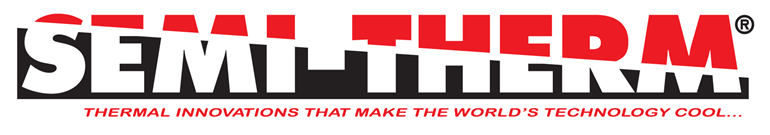 SEMI-THERM®
THERMAL INNOVATIONS THAT MAKE THE WORLD'S TECHNOLOGY COOL...